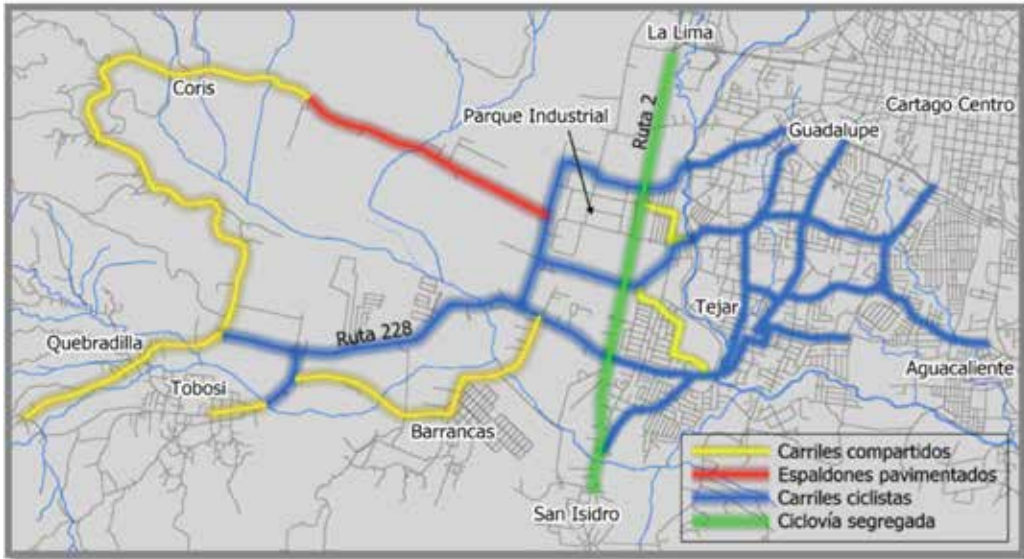 La Lima
Coris
Cartago Centro
Parque Industrial
Ruta 2
Guadalupe
Tejar
Ruta 228
Quebradilla
Tobosi
Aguacaliente
Barrancas
San Isidro
Carriles compartidos
Espaldones pavimentados
Carriles ciclistas
Ciclovía segregada